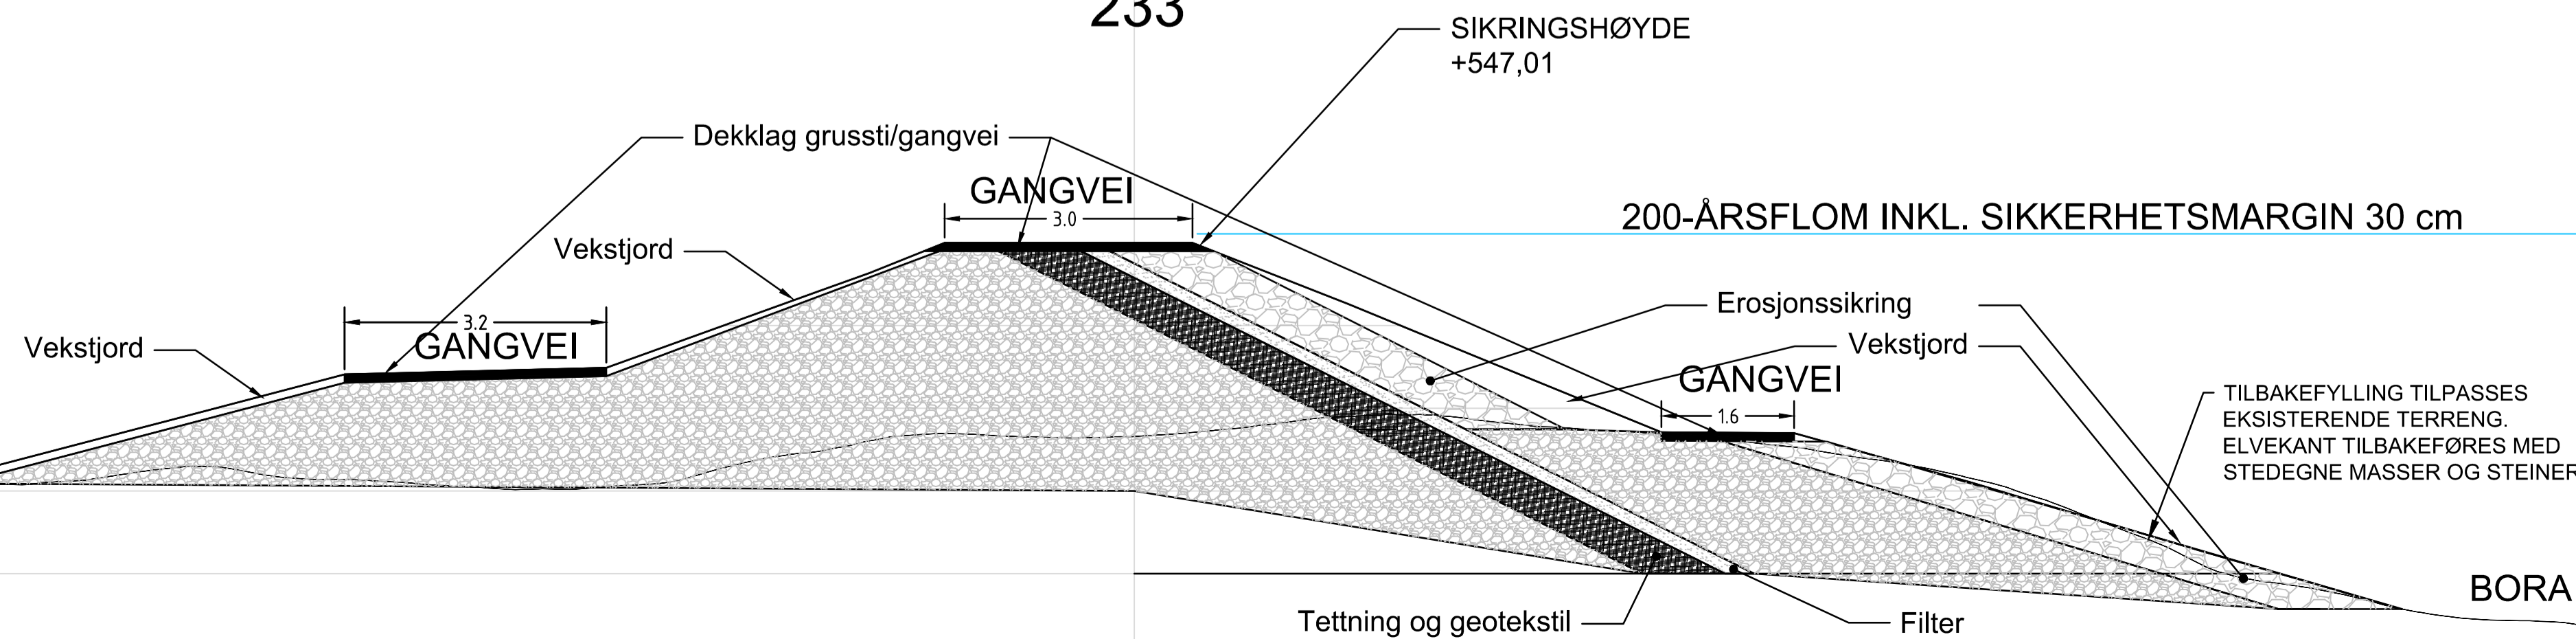 233
SIKRINGSHØYDE
+547,01
Dekklag grussti/gangvei
GANGVEI
3.0
200-ÅRSFLOM INKL. SIKKERHETSMARGIN 30 cm
Vekstjord
Erosjonssikring
3.2
GANGVEI
Vekstjord
Vekstjord
GANGVEI
1.6
TILBAKEFYLLING TILPASSES
EKSISTERENDE TERRENG.
ELVEKANT TILBAKEFØRES MED
STEDEGNE MASSER OG STEINER
BORA
Tettning og geotekstil
Filter